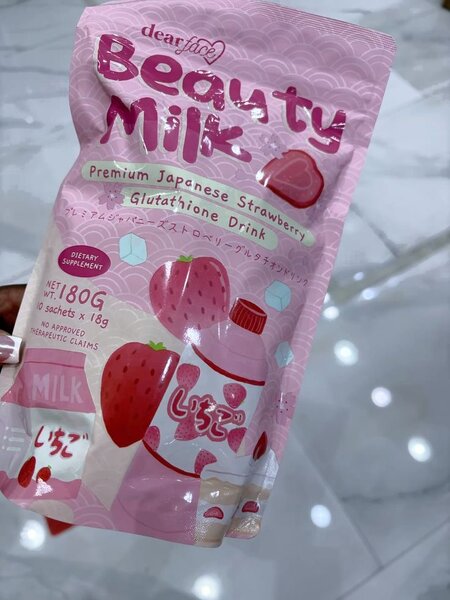 dear face
Beauty
Milk
Premium Japanese Strawberry
Glutathione Drink
プレミアムジャパニーズストロベリーグルタチオンドリンク
DIETARY
SUPPLEMENT
NET
WT. 180G
10 sachets x 18g
NO APPROVED
THERAPEUTIC CLAIMS
MILK
いちご
いちご